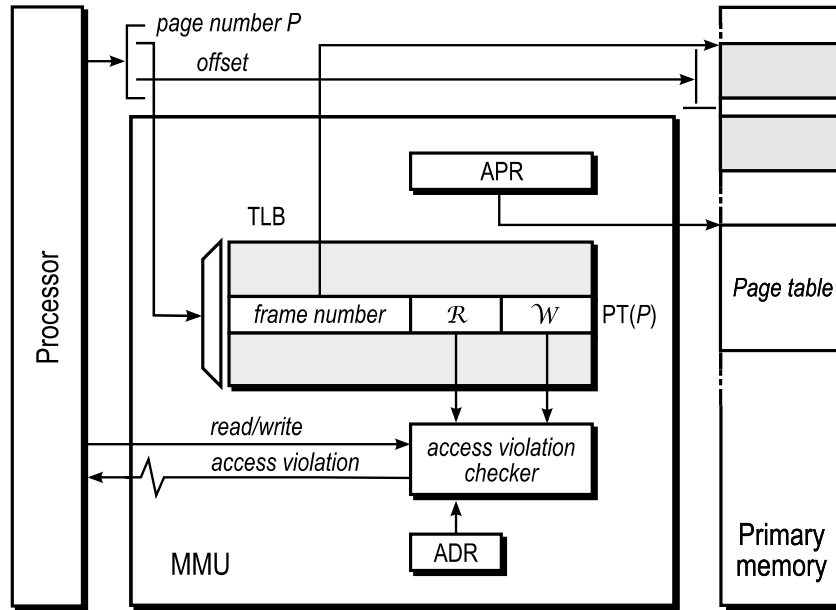 page number P
offset
APR
TLB
frame number
ℛ
𝒲
PT(P)
Page table
Processor
read/write
access violation
access violation
checker
ADR
MMU
Primary
memory